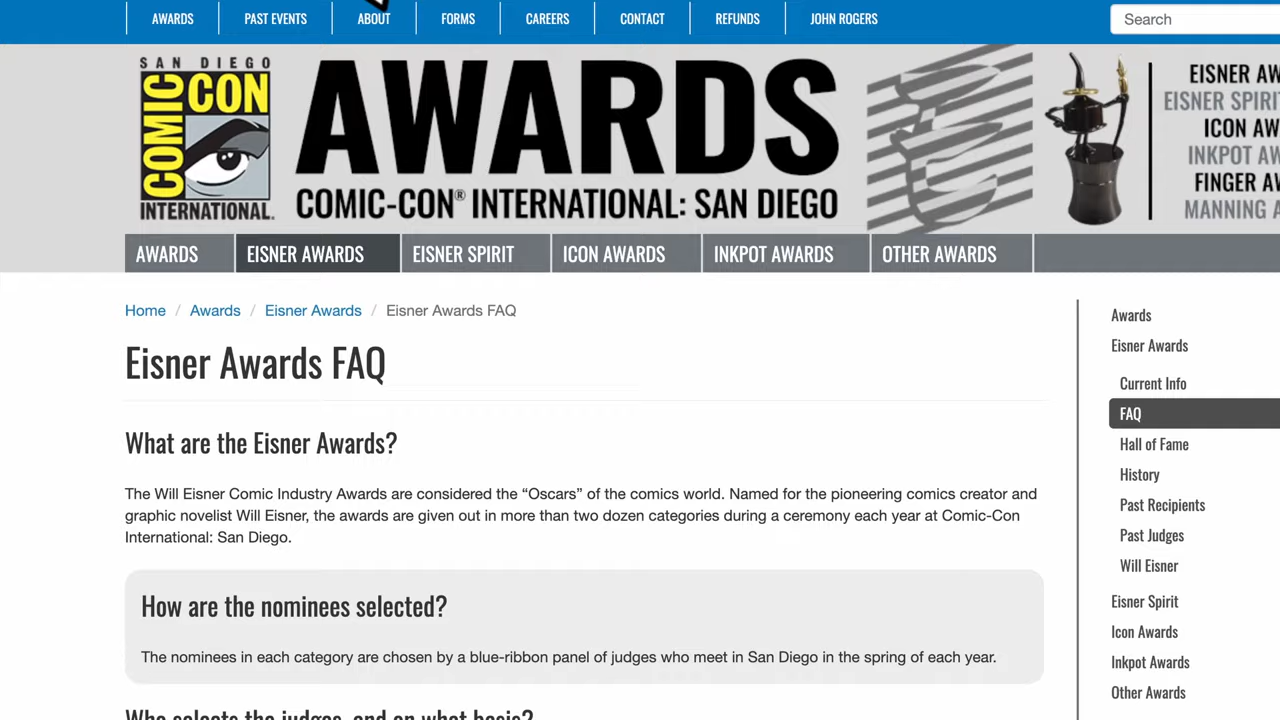 AWARDS PAST EVENTS ABOUT FORMS CAREERS CONTACT REFUNDS JOHN ROGERS
Search
SAN DIEGO
COMIC CON
INTERNATIONAL.
AWARDS
COMIC-CON® INTERNATIONAL: SAN DIEGO
EISNER AW
EISNER SPIRIT
ICON AW
INKPOT AW
FINGER AW
MANNING A
AWARDS EISNER AWARDS EISNER SPIRIT ICON AWARDS INKPOT AWARDS OTHER AWARDS
Home / Awards / Eisner Awards / Eisner Awards FAQ
Eisner Awards FAQ
What are the Eisner Awards?
The Will Eisner Comic Industry Awards are considered the “Oscars” of the comics world. Named for the pioneering comics creator and
graphic novelist Will Eisner, the awards are given out in more than two dozen categories during a ceremony each year at Comic-Con
International: San Diego.
How are the nominees selected?
The nominees in each category are chosen by a blue-ribbon panel of judges who meet in San Diego in the spring of each year.
Who selects the judges, and on what basis?
Awards
Eisner Awards
Current Info
FAQ
Hall of Fame
History
Past Recipients
Past Judges
Will Eisner
Eisner Spirit
Icon Awards
Inkpot Awards
Other Awards